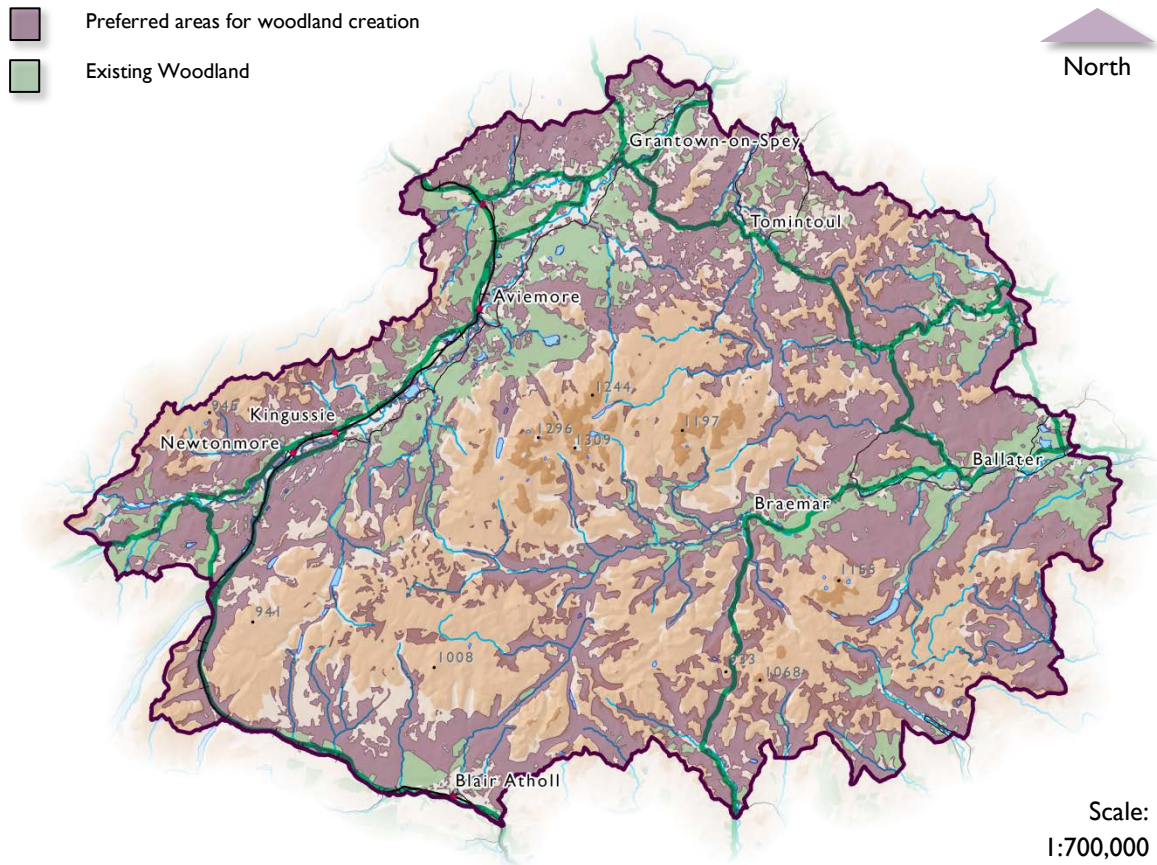 Preferred areas for woodland creation
Existing Woodland
North
Grantown-on-Spey
Tomintoul
Aviemore
1244
945
Kingussie
1296
1309
1197
Newtonmore
Ballater
Braemar
1155
941
1008
933
1068
Blair Atholl
Scale:
1:700,000